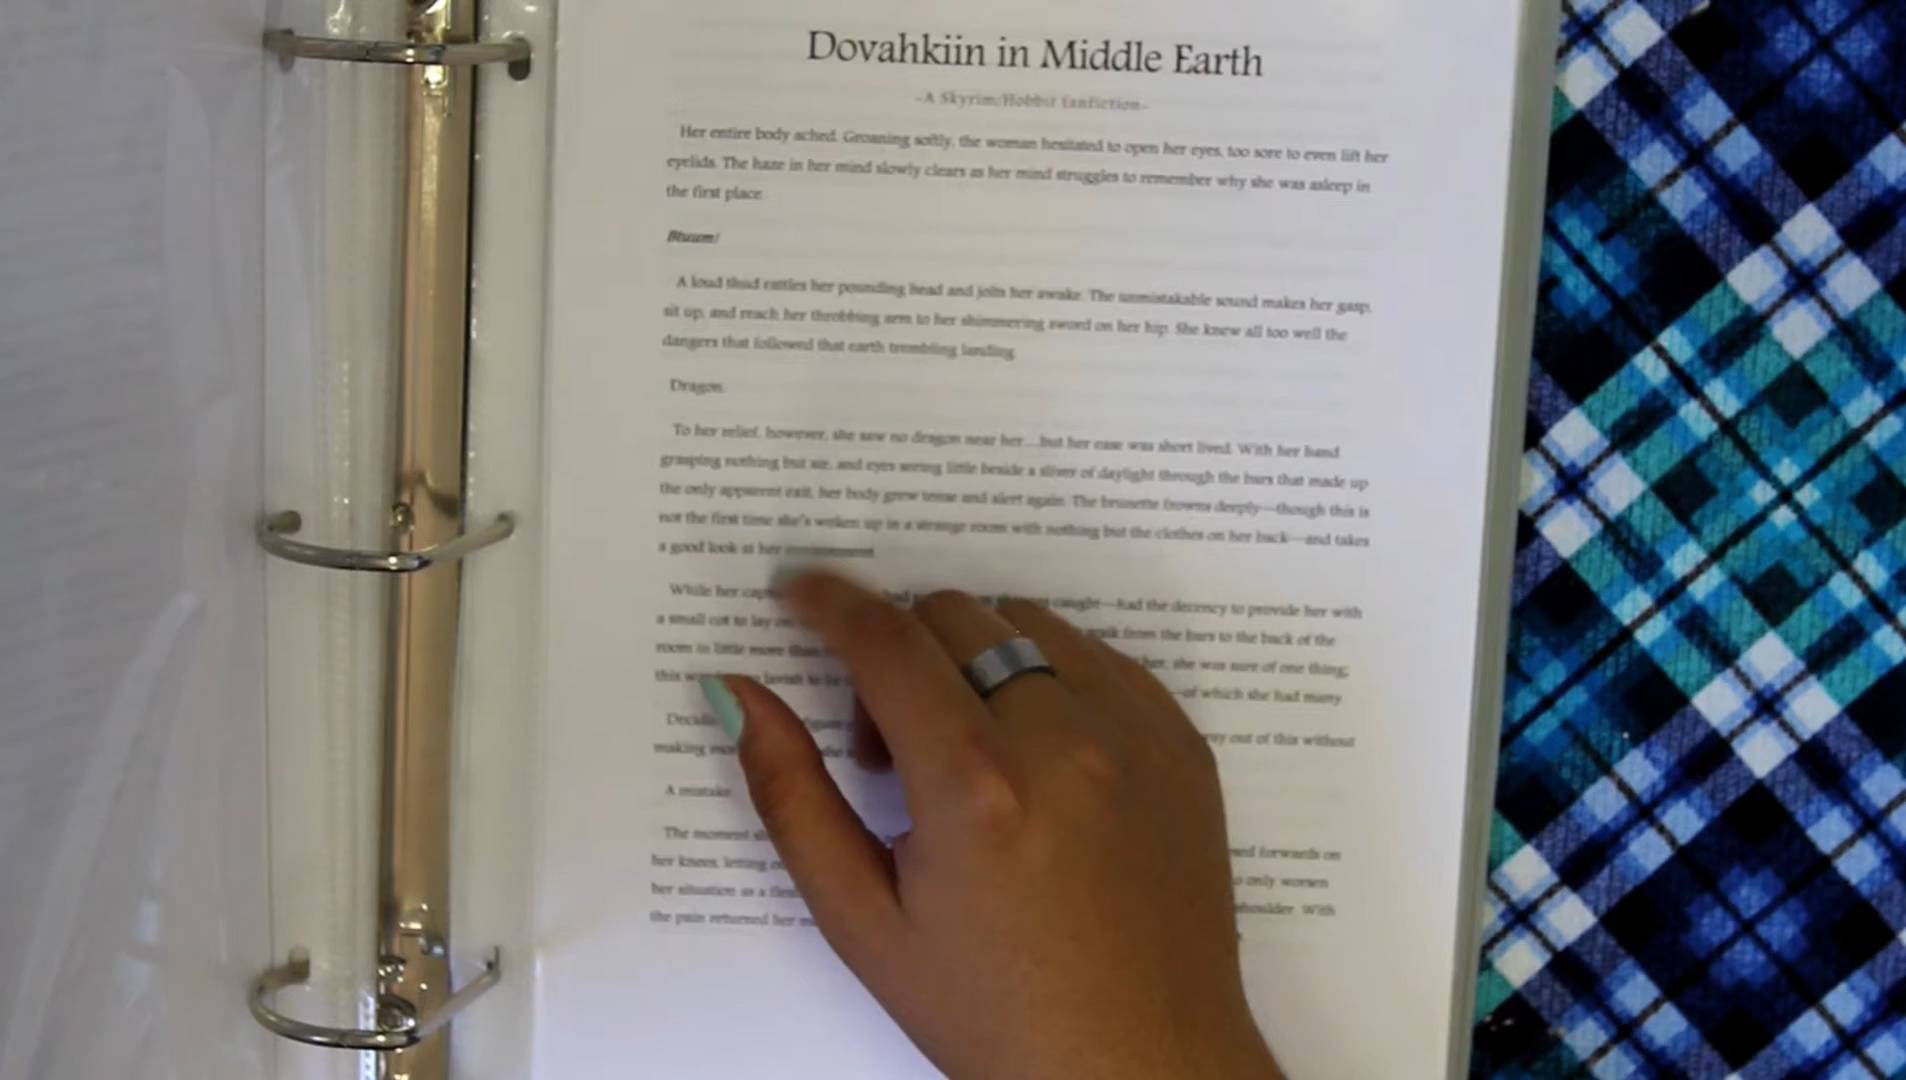 Dovahkiin in Middle Earth
-A Skyrim/Hobbit fanfiction-
Her entire body ached. Groaning softly, the woman hesitated to open her eyes, too sore to even lift her
eyelids. The haze in her mind slowly clears as her mind struggles to remember why she was asleep in
the first place.
A loud thud rattles her pounding head and jolts her awake. The unmistakable sound makes her gasp,
sit up, and reach her throbbing arm to her shimmering sword on her hip. She knew all too well the
dangers that followed that earth trembling landing.
Dragon.
To her relief, however, she saw no dragon near her...but her ease was short lived. With her hand
grasping nothing but air, and eyes seeing little beside a sliver of daylight through the bars that made up
the only apparent exit, her body grew tense and alert again. The brunette frowns deeply—though this is
not the first time she's woken up in a strange room with nothing but the clothes on her back—and takes
a good look at her
While her had caught—had the decency to provide her with
a small cot to lay on walk from the bars to the back of the
room in little more than her, she was sure of one thing;
this lavish to be —of which she had many
figure out of this without
making she
A mistake.
The moment forwards on
her knees, letting only worsen
her situation as a shoulder. With
the pain returned her